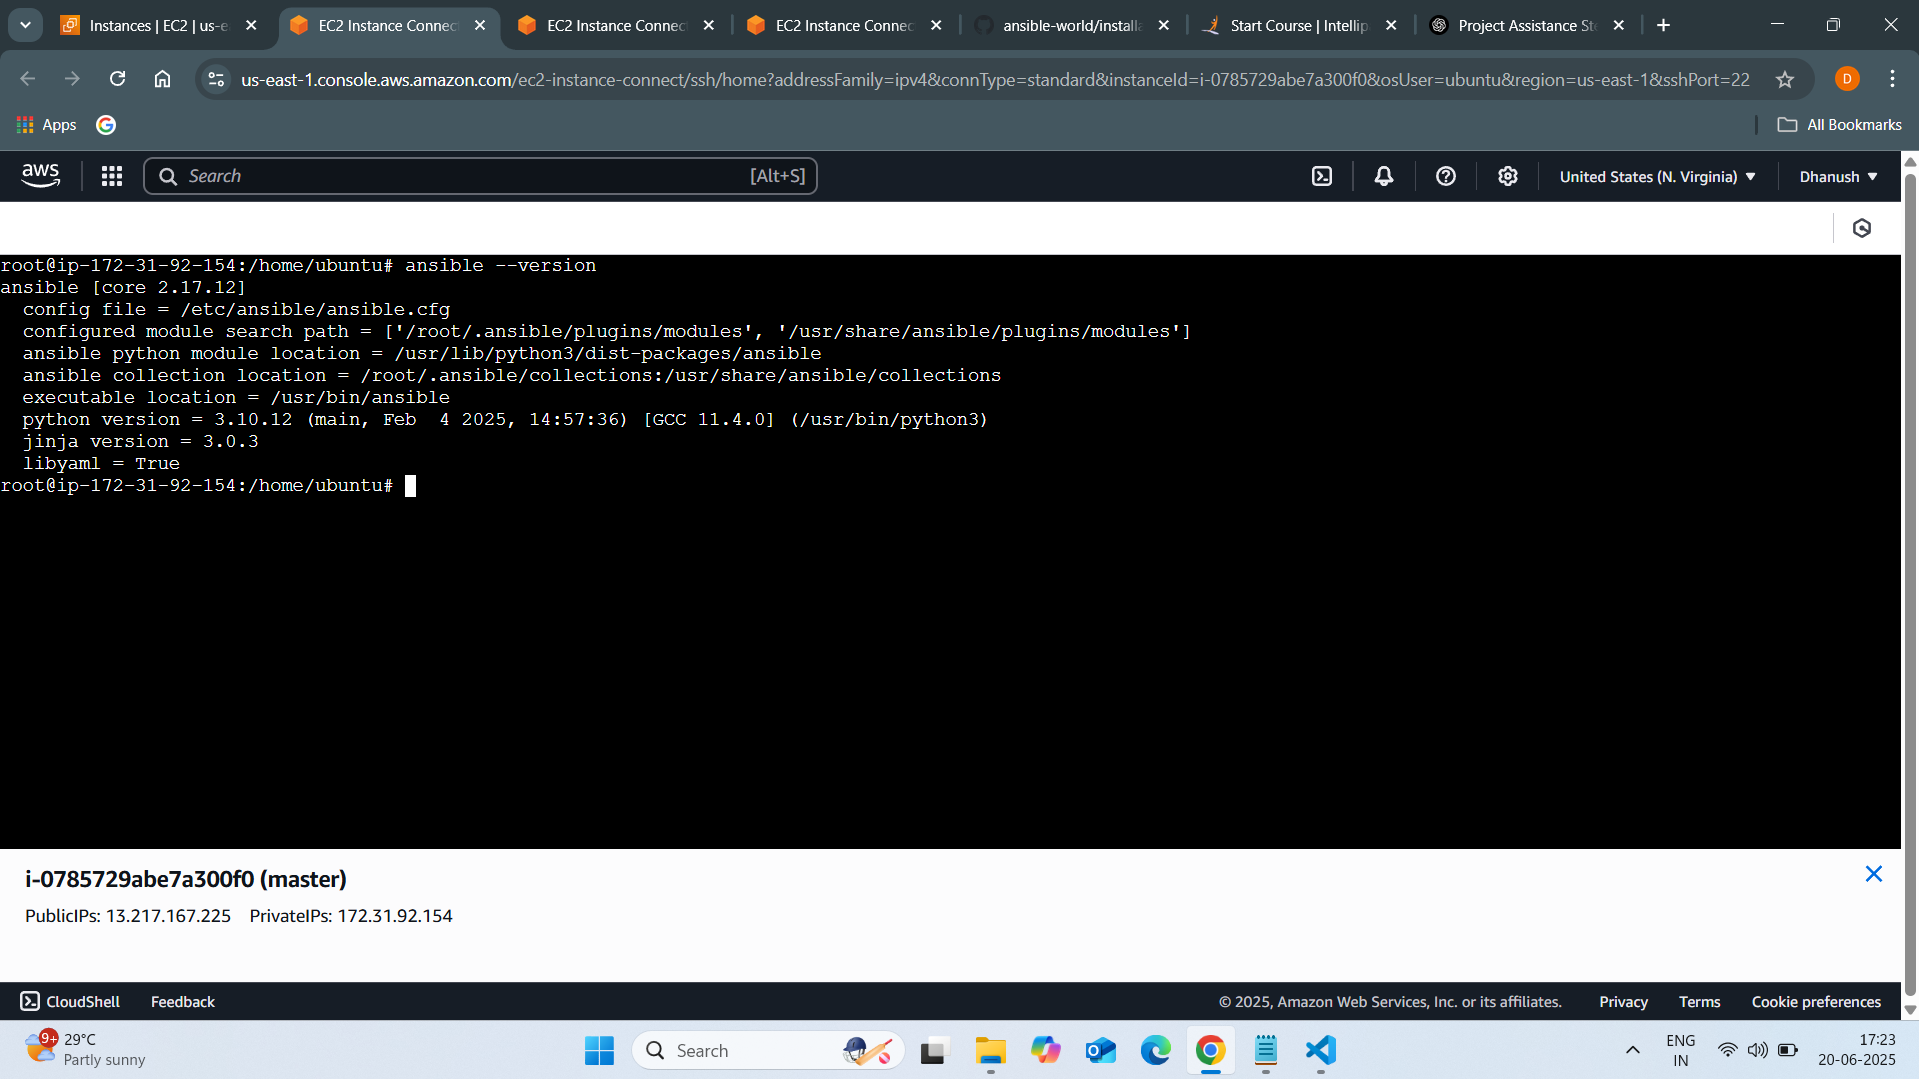 Instances | EC2 | us-e
EC2 Instance Connect
EC2 Instance Connect
EC2 Instance Connec
ansible-world/installa
Start Course | Intellip
Project Assistance Ste
us-east-1.console.aws.amazon.com/ec2-instance-connect/ssh/home?addressFamily=ipv4&connType=standard&instanceId=i-0785729abe7a300f0&osUser=ubuntu&region=us-east-1&sshPort=22
D
Apps
All Bookmarks
aws
Search
[Alt+S]
United States (N. Virginia)
Dhanush
root@ip-172-31-92-154:/home/ubuntu# ansible --version
ansible [core 2.17.12]
config file = /etc/ansible/ansible.cfg
configured module search path = ['/root/.ansible/plugins/modules', '/usr/share/ansible/plugins/modules']
ansible python module location = /usr/lib/python3/dist-packages/ansible
ansible collection location = /root/.ansible/collections:/usr/share/ansible/collections
executable location = /usr/bin/ansible
python version = 3.10.12 (main, Feb  4 2025, 14:57:36) [GCC 11.4.0] (/usr/bin/python3)
jinja version = 3.0.3
libyaml = True
root@ip-172-31-92-154:/home/ubuntu#
i-0785729abe7a300f0 (master)
PublicIPs: 13.217.167.225 PrivateIPs: 172.31.92.154
CloudShell
Feedback
© 2025, Amazon Web Services, Inc. or its affiliates.
Privacy
Terms
Cookie preferences
9+
29°C
Partly sunny
Search
ENG
IN
17:23
20-06-2025